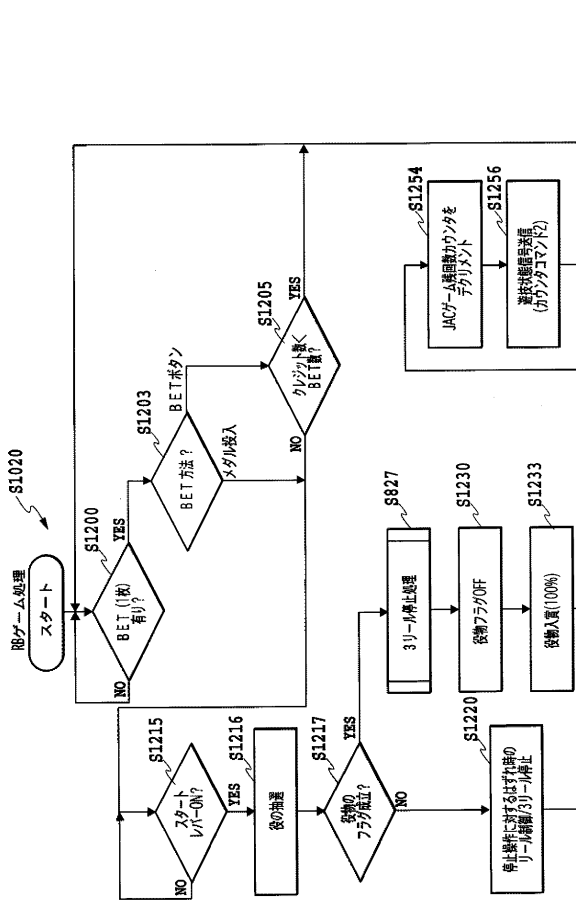 RBゲーム処理
S1020
スタート
S1200
BET (1枚)
有り?
YES
NO
S1203
BET方法?
BETボタン
メダル投入
S1205
クレジット数<
BET数?
YES
NO
S1215
スタート
レバーON?
NO
YES
S1216
役の抽選
S1217
役物の
フラグ成立?
YES
NO
S1220
停止操作に対するはずれ時の
リール制御/3リール停止
S827
3リール停止処理
S1230
役物フラグOFF
S1233
役物入賞(100%)
S1254
JACゲーム残回数カウンタを
デクリメント
S1256
遊技状態信号送信
(カウンタコマンド2)